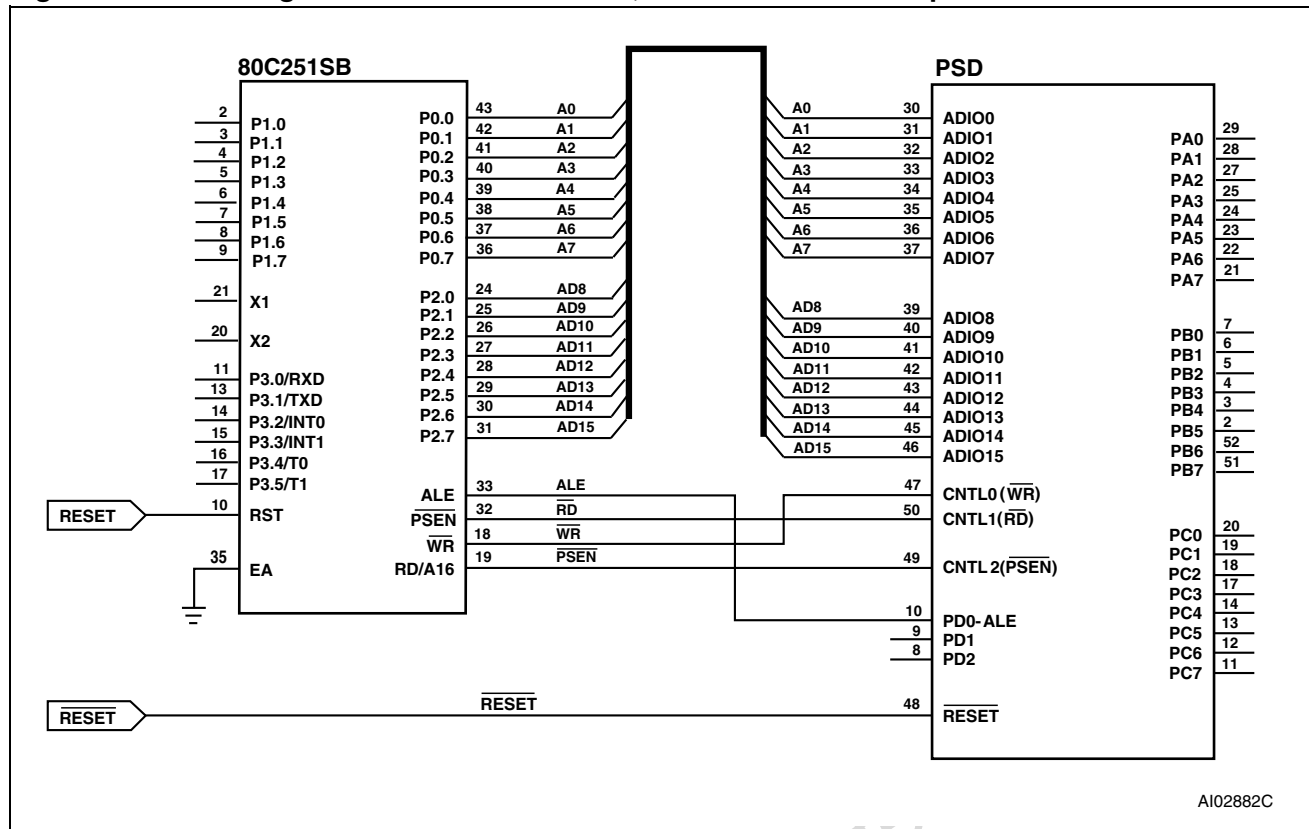 80C251SB
2 P1.0
3 P1.1
4 P1.2
5 P1.3
6 P1.4
7 P1.5
8 P1.6
9 P1.7
21 X1
20 X2
11 P3.0/RXD
13 P3.1/TXD
14 P3.2/INT0
15 P3.3/INT1
16 P3.4/T0
17 P3.5/T1
RESET 10 RST
35 EA
P0.0 43 A0
P0.1 42 A1
P0.2 41 A2
P0.3 40 A3
P0.4 39 A4
P0.5 38 A5
P0.6 37 A6
P0.7 36 A7
P2.0 24 AD8
P2.1 25 AD9
P2.2 26 AD10
P2.3 27 AD11
P2.4 28 AD12
P2.5 29 AD13
P2.6 30 AD14
P2.7 31 AD15
ALE 33 ALE
PSEN 32 RD
WR 18 WR
RD/A16 19 PSEN
PSD
A0 30 ADIO0
A1 31 ADIO1
A2 32 ADIO2
A3 33 ADIO3
A4 34 ADIO4
A5 35 ADIO5
A6 36 ADIO6
A7 37 ADIO7
AD8 39 ADIO8
AD9 40 ADIO9
AD10 41 ADIO10
AD11 42 ADIO11
AD12 43 ADIO12
AD13 44 ADIO13
AD14 45 ADIO14
AD15 46 ADIO15
47 CNTL0 (WR)
50 CNTL1(RD)
49 CNTL 2(PSEN)
10 PD0-ALE
9 PD1
8 PD2
RESET RESET 48 RESET
PA0 29
PA1 28
PA2 27
PA3 25
PA4 24
PA5 23
PA6 22
PA7 21
PB0 7
PB1 6
PB2 5
PB3 4
PB4 3
PB5 2
PB6 52
PB7 51
PC0 20
PC1 19
PC2 18
PC3 17
PC4 14
PC5 13
PC6 12
PC7 11
AI02882C